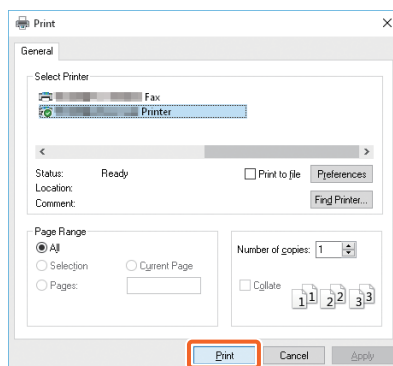 Print
General
Select Printer
Fax
Printer
Status: Ready
Print to file
Preferences
Location:
Comment:
Find Printer...
Page Range
All
Selection
Current Page
Pages:
Number of copies: 1
Collate
1 1 2 2 3 3
Print
Cancel
Apply